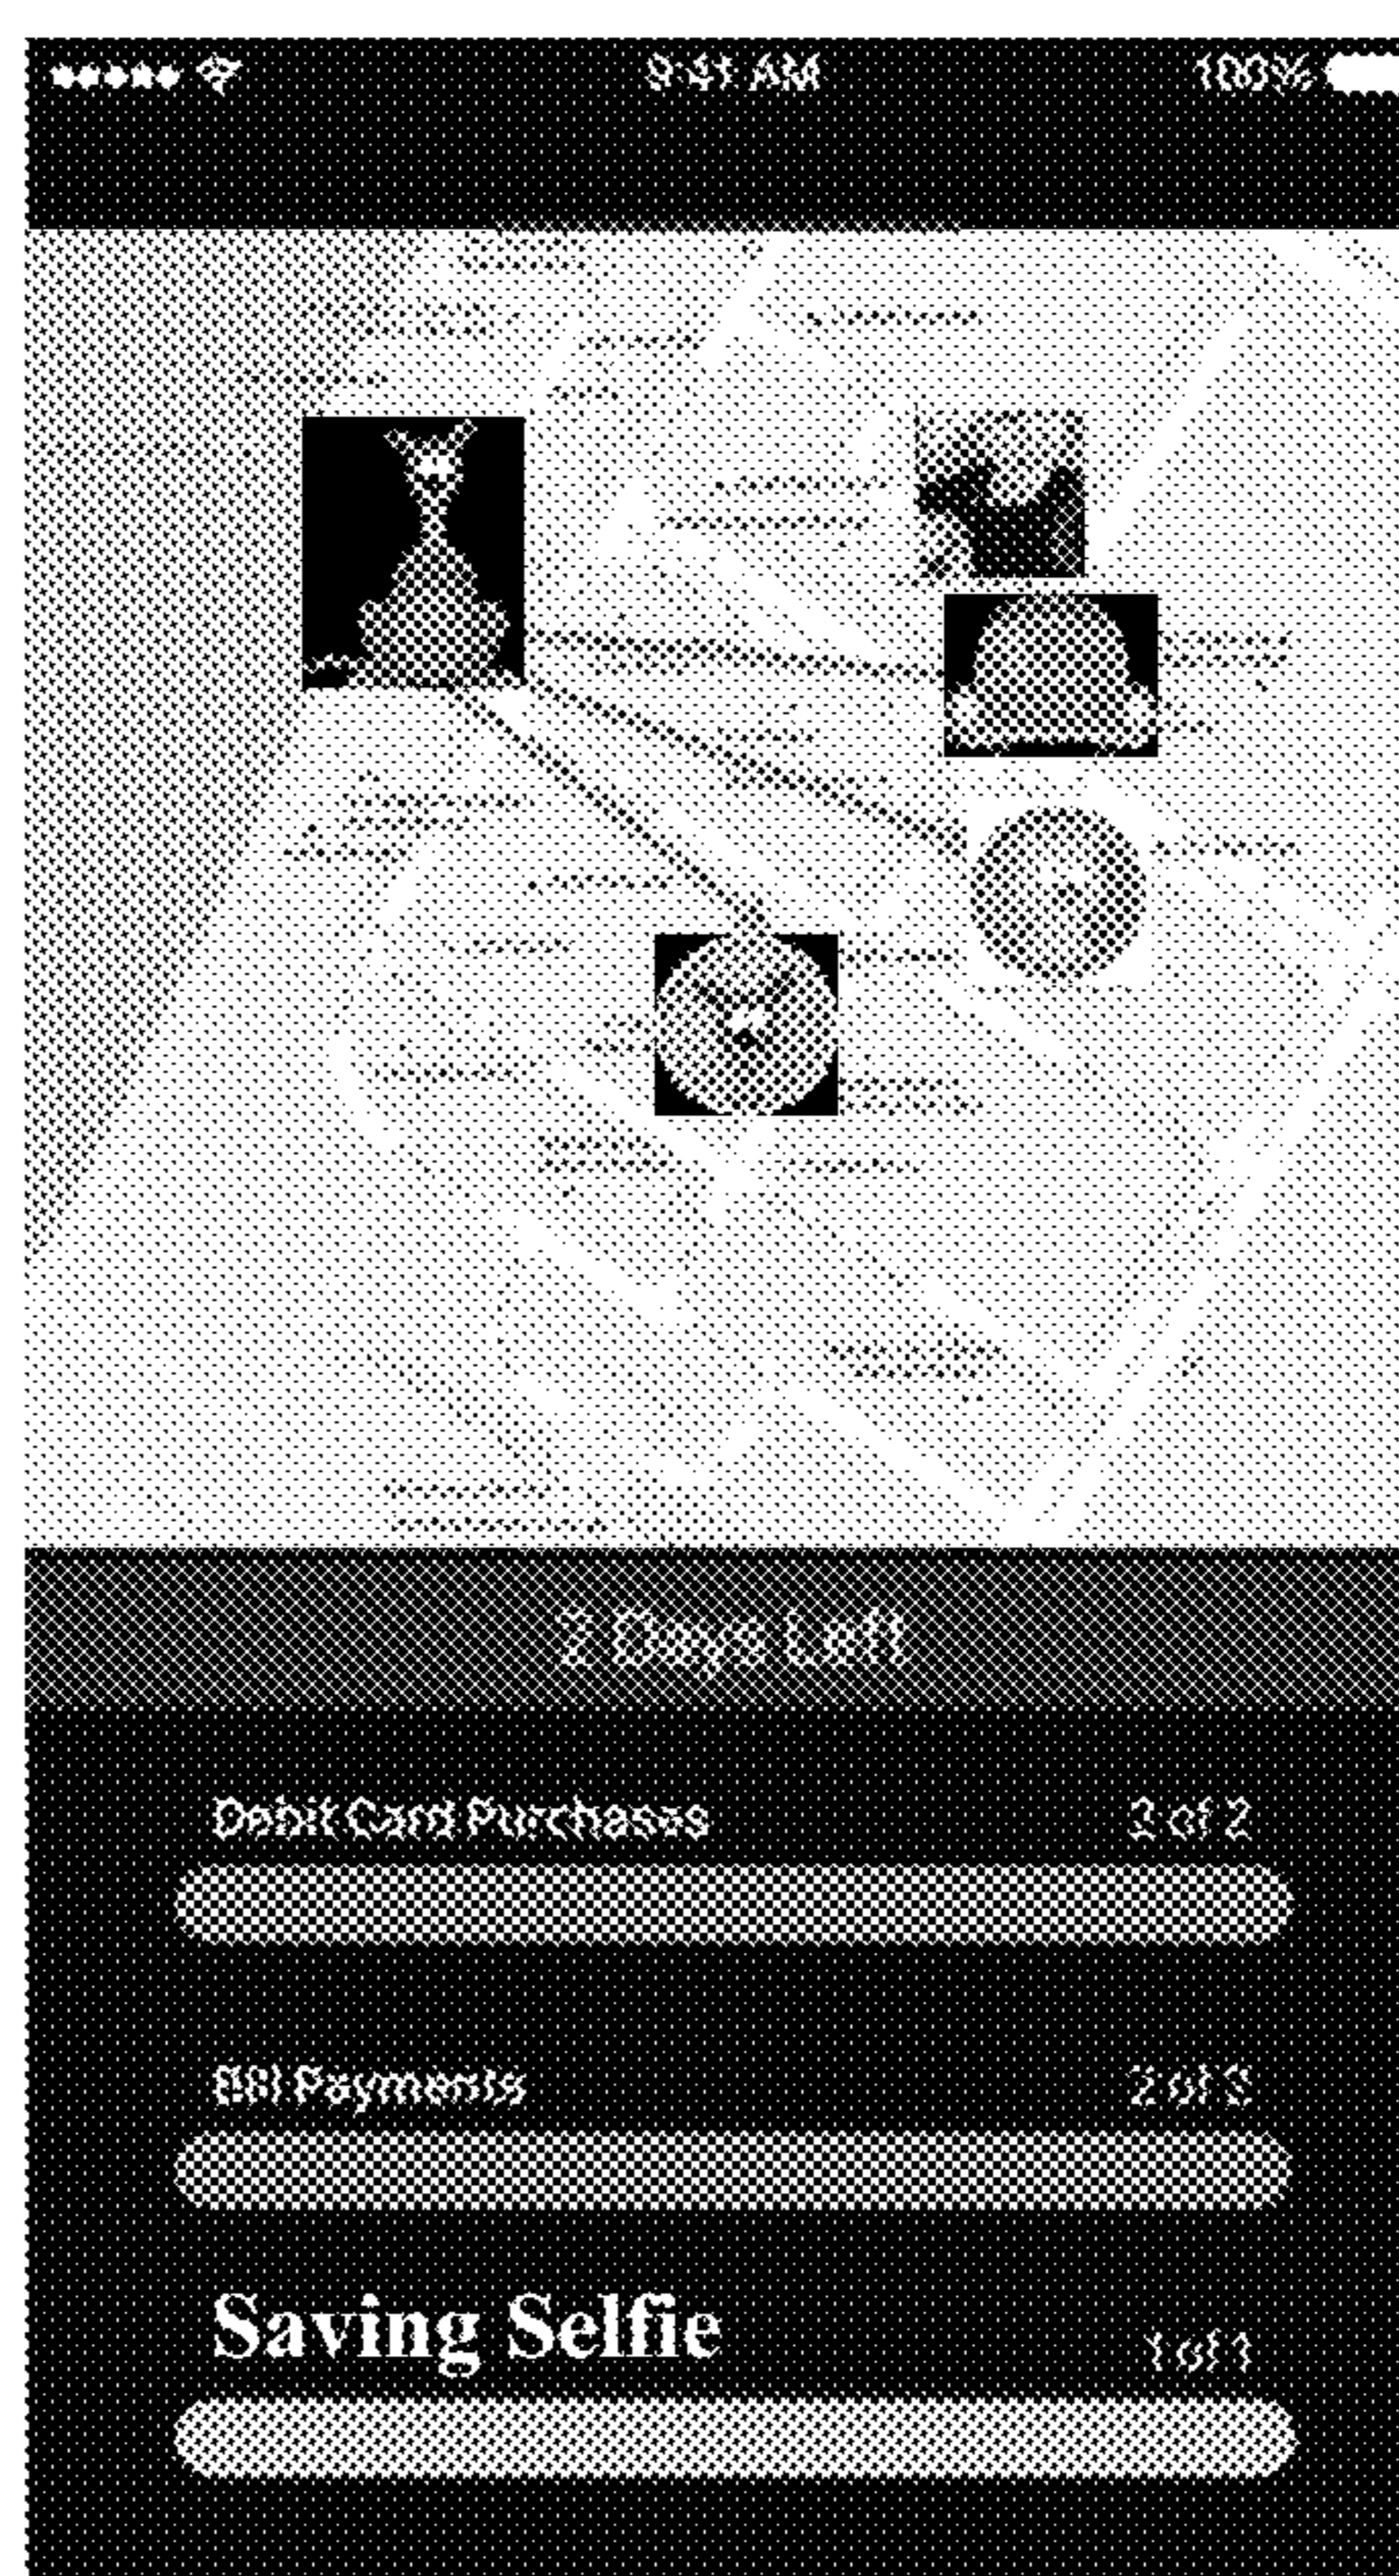 9:41 AM 100%
2 Days Left
Debit Card Purchases 2 of 2
Bill Payments 2 of 2
Saving Selfie 1 of 1